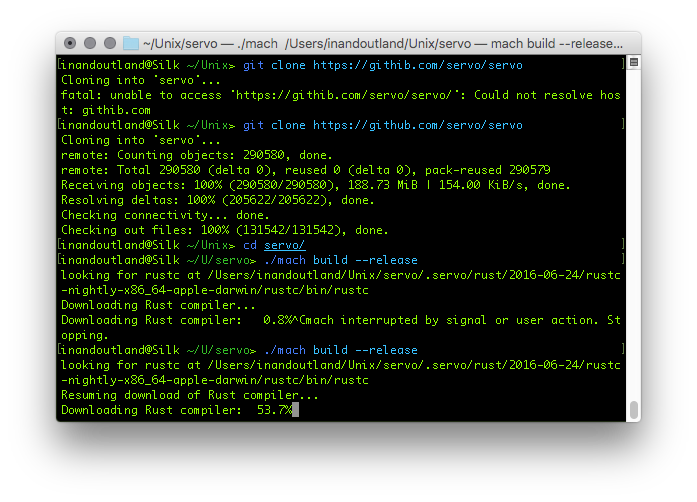 ~/Unix/servo — ./mach /Users/inandoutland/Unix/servo — mach build --release...
[inandoutland@Silk ~/Unix> git clone https://githib.com/servo/servo ]
Cloning into 'servo'...
fatal: unable to access 'https://githib.com/servo/servo/': Could not resolve hos
t: githib.com
[inandoutland@Silk ~/Unix> git clone https://github.com/servo/servo ]
Cloning into 'servo'...
remote: Counting objects: 290580, done.
remote: Total 290580 (delta 0), reused 0 (delta 0), pack-reused 290579
Receiving objects: 100% (290580/290580), 188.73 MiB | 154.00 KiB/s, done.
Resolving deltas: 100% (205622/205622), done.
Checking connectivity... done.
Checking out files: 100% (131542/131542), done.
[inandoutland@Silk ~/Unix> cd servo/ ]
[inandoutland@Silk ~/U/servo> ./mach build --release ]
looking for rustc at /Users/inandoutland/Unix/servo/.servo/rust/2016-06-24/rustc
-nightly-x86_64-apple-darwin/rustc/bin/rustc
Downloading Rust compiler...
Downloading Rust compiler:   0.8%^Cmach interrupted by signal or user action. St
opping.
[inandoutland@Silk ~/U/servo> ./mach build --release ]
looking for rustc at /Users/inandoutland/Unix/servo/.servo/rust/2016-06-24/rustc
-nightly-x86_64-apple-darwin/rustc/bin/rustc
Resuming download of Rust compiler...
Downloading Rust compiler:  53.7%